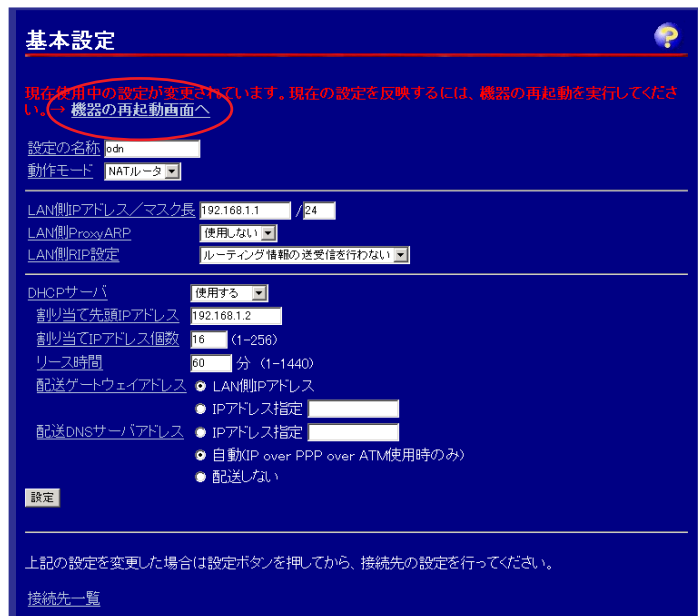 基本設定
現在使用中の設定が変更されています。現在の設定を反映するには、機器の再起動を実行してくださ
い。→ 機器の再起動画面へ
設定の名称 odn
動作モード NATルータ
LAN側IPアドレス／マスク長 192.168.1.1 /24
LAN側ProxyARP 使用しない
LAN側RIP設定 ルーティング情報の送受信を行わない
DHCPサーバ 使用する
割り当て先頭IPアドレス 192.168.1.2
割り当てIPアドレス個数 16 (1-256)
リース時間 60 分 (1-1440)
配送ゲートウェイアドレス LAN側IPアドレス
IPアドレス指定
配送DNSサーバアドレス IPアドレス指定
自動(IP over PPP over ATM使用時のみ)
配送しない
設定
上記の設定を変更した場合は設定ボタンを押してから、接続先の設定を行ってください。
接続先一覧